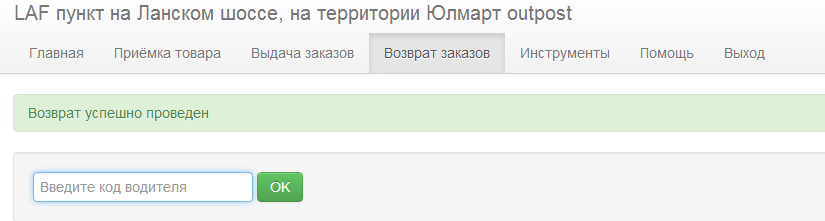 LAF пункт на Ланском шоссе, на территории Юлмарт outpost
Главная Приёмка товара Выдача заказов Возврат заказов Инструменты Помощь Выход
Возврат успешно проведен
Введите код водителя OK